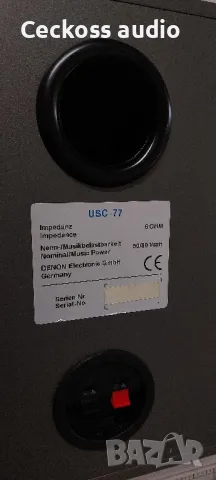 Ceckoss audio
USC 77
Impedanz 6 OHM
Impedance
Nenn-/Musikbelastbarkeit 50/80 Watt
Nominal/Music Power
DENON Electronic GmbH
Germany CE
Serien Nr.
Serial-No
BAZAR